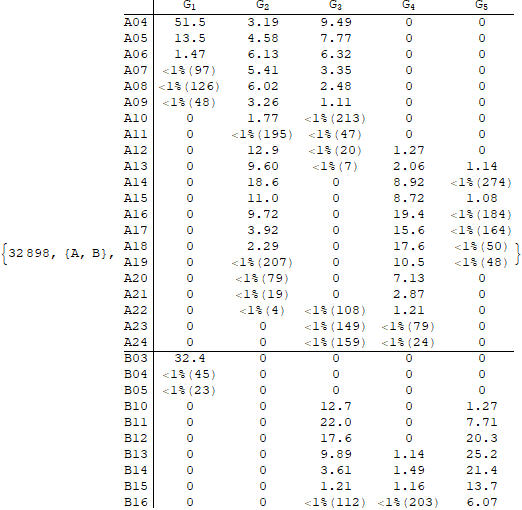 G1 G2 G3 G4 G5
A04 51.5 3.19 9.49 0 0
A05 13.5 4.58 7.77 0 0
A06 1.47 6.13 6.32 0 0
A07 <1%(97) 5.41 3.35 0 0
A08 <1%(126) 6.02 2.48 0 0
A09 <1%(48) 3.26 1.11 0 0
A10 0 1.77 <1%(213) 0 0
A11 0 <1%(195) <1%(47) 0 0
A12 0 12.9 <1%(20) 1.27 0
A13 0 9.60 <1%(7) 2.06 1.14
A14 0 18.6 0 8.92 <1%(274)
A15 0 11.0 0 8.72 1.08
A16 0 9.72 0 19.4 <1%(184)
A17 0 3.92 0 15.6 <1%(164)
{32898, {A, B}, A18 0 2.29 0 17.6 <1%(50) }
A19 0 <1%(207) 0 10.5 <1%(48)
A20 0 <1%(79) 0 7.13 0
A21 0 <1%(19) 0 2.87 0
A22 0 <1%(4) <1%(108) 1.21 0
A23 0 0 <1%(149) <1%(79) 0
A24 0 0 <1%(159) <1%(24) 0
B03 32.4 0 0 0 0
B04 <1%(45) 0 0 0 0
B05 <1%(23) 0 0 0 0
B10 0 0 12.7 0 1.27
B11 0 0 22.0 0 7.71
B12 0 0 17.6 0 20.3
B13 0 0 9.89 1.14 25.2
B14 0 0 3.61 1.49 21.4
B15 0 0 1.21 1.16 13.7
B16 0 0 <1%(112) <1%(203) 6.07